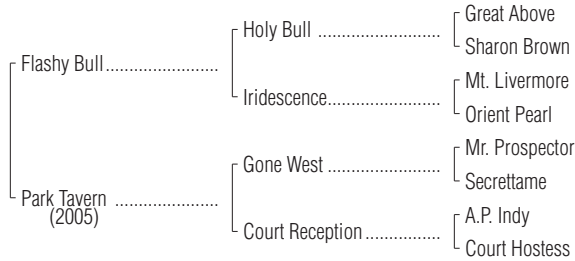 Great Above
Holy Bull ........................
Sharon Brown
Flashy Bull......................
Mt. Livermore
Iridescence......................
Orient Pearl
Mr. Prospector
Gone West ......................
Secrettame
Park Tavern ....................
(2005)
A.P. Indy
Court Reception ...............
Court Hostess